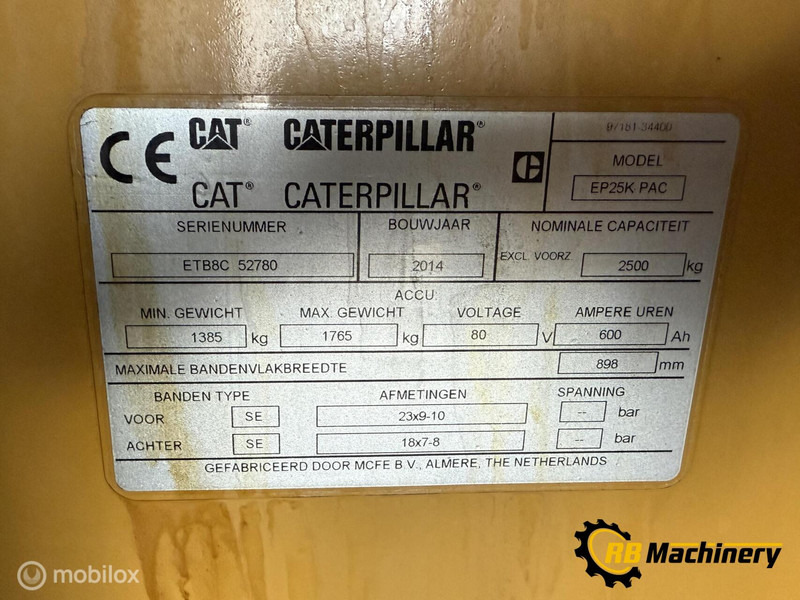 CE CAT® CATERPILLAR®
CAT® CATERPILLAR®
97181-34400
MODEL
EP25K PAC
SERIENUMMER BOUWJAAR NOMINALE CAPACITEIT
ETB8C 52780 2014 EXCL. VOORZ. 2500 kg
ACCU.
MIN. GEWICHT MAX. GEWICHT VOLTAGE AMPERE UREN
1385 kg 1765 kg 80 V 600 Ah
MAXIMALE BANDENVLAKBREEDTE 898 mm
BANDEN TYPE AFMETINGEN SPANNING
VOOR SE 23x9-10 -- bar
ACHTER SE 18x7-8 -- bar
GEFABRICEERD DOOR MCFE B.V., ALMERE, THE NETHERLANDS
RB Machinery
mobilox